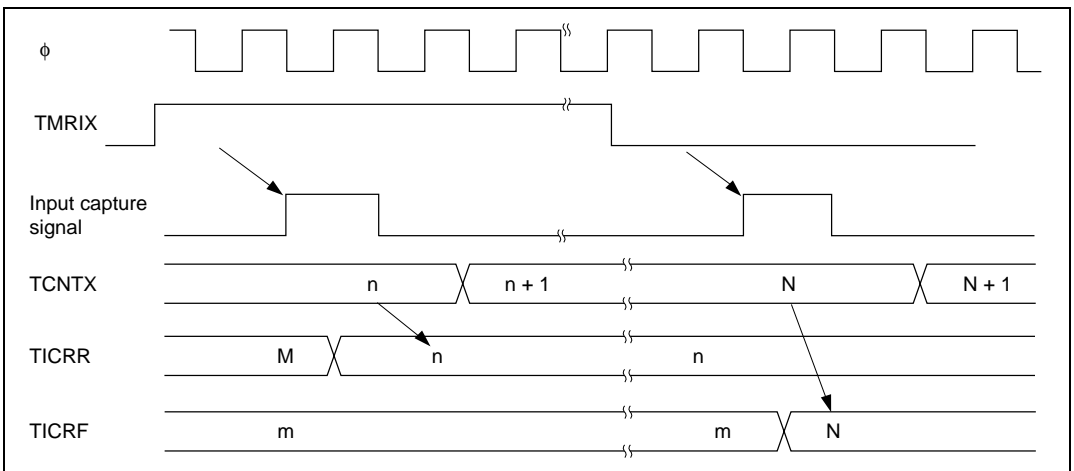 ϕ
TMRIX
Input capture
signal
TCNTX n n + 1 N N + 1
TICRR M n n
TICRF m m N